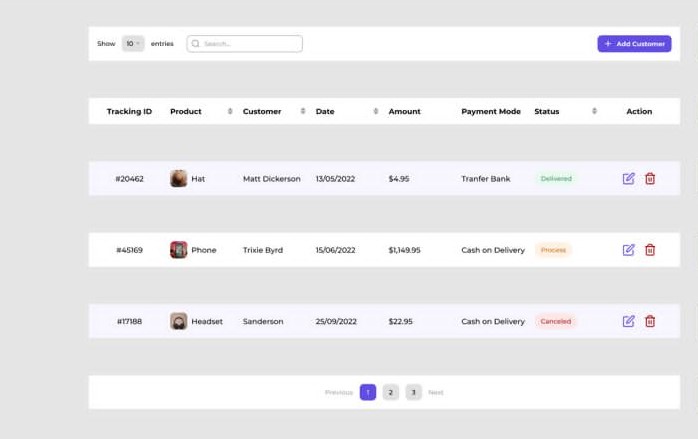 Show 10 entries Search... + Add Customer
Tracking ID Product Customer Date Amount Payment Mode Status Action
#20462 Hat Matt Dickerson 13/05/2022 $4.95 Tranfer Bank Delivered
#45169 Phone Trixie Byrd 15/06/2022 $1,149.95 Cash on Delivery Process
#17188 Headset Sanderson 25/09/2022 $22.95 Cash on Delivery Canceled
Previous 1 2 3 Next